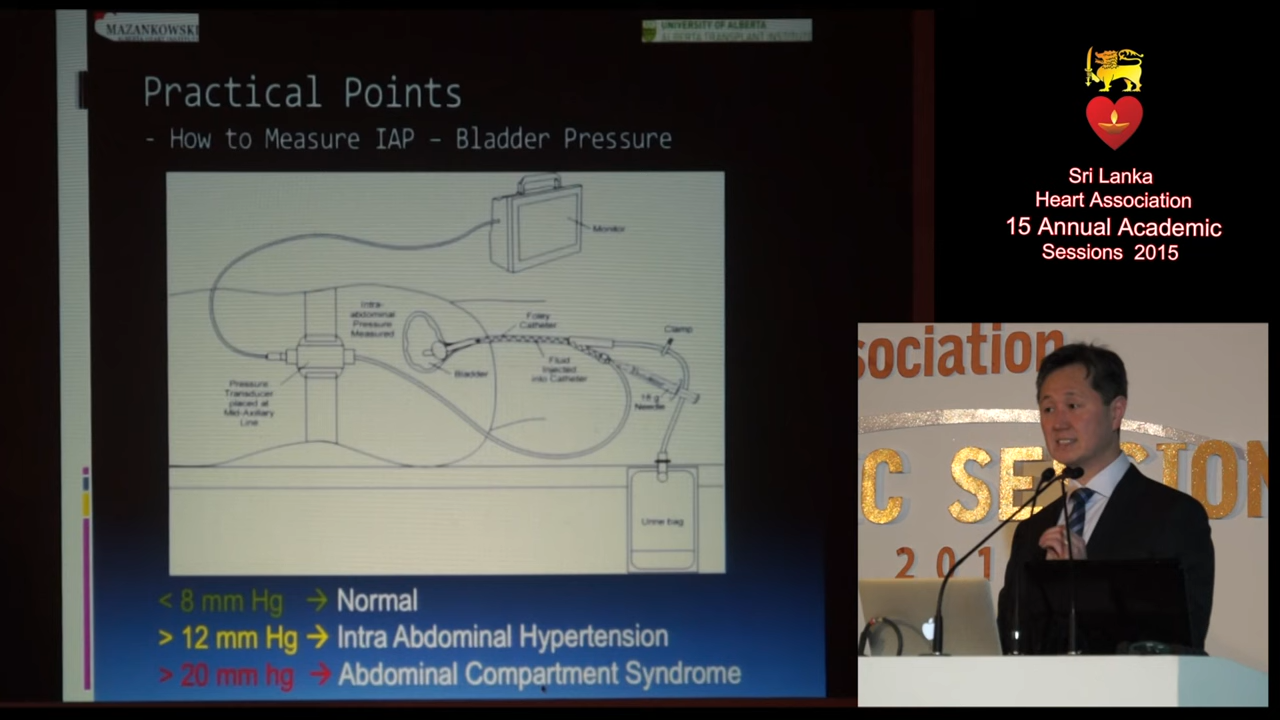 MAZANKOWSKI
UNIVERSITY OF ALBERTA
ALBERTA TRANSPLANT INSTITUTE
Practical Points
- How to Measure IAP – Bladder Pressure
Monitor
Intra-
abdominal
Pressure
Measured
Foley
Catheter
Clamp
Bladder
Fluid
Injected
into Catheter
Pressure
Transducer
placed at
Mid-Axillary
Line
18 g
Needle
Urine bag
< 8 mm Hg → Normal
> 12 mm Hg → Intra Abdominal Hypertension
> 20 mm hg → Abdominal Compartment Syndrome
Sri Lanka
Heart Association
15 Annual Academic
Sessions 2015
sociation
C SESSION
201